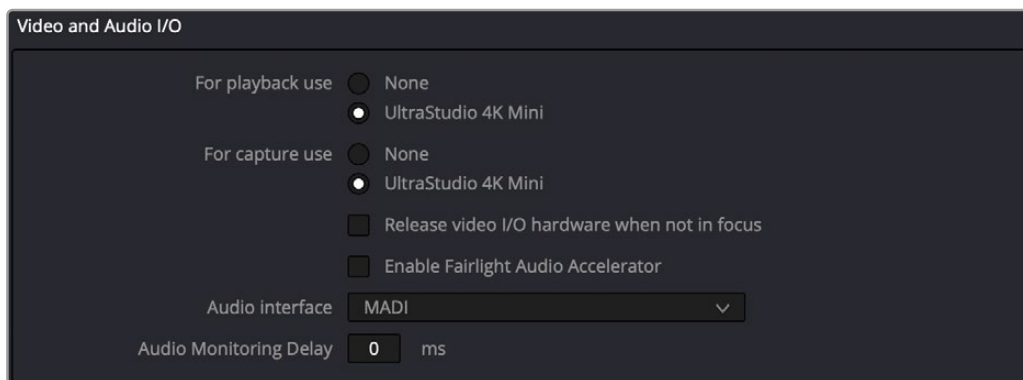 Video and Audio I/O
For playback use None
UltraStudio 4K Mini
For capture use None
UltraStudio 4K Mini
Release video I/O hardware when not in focus
Enable Fairlight Audio Accelerator
Audio interface MADI
Audio Monitoring Delay 0 ms